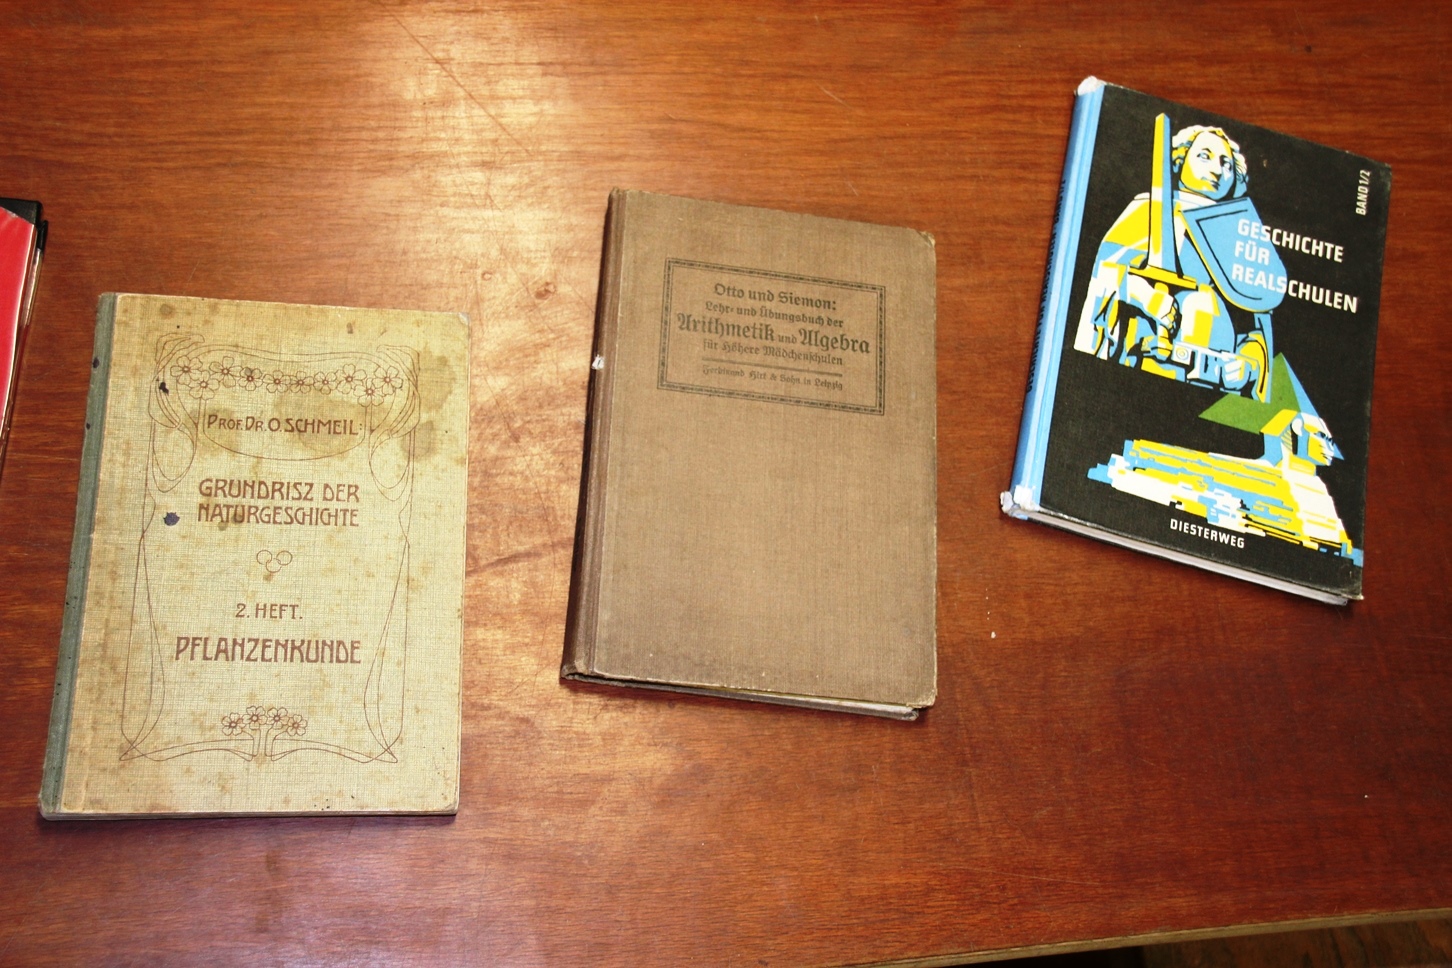 PROF. DR. O. SCHMEIL:
GRUNDRISZ DER
NATURGESCHICHTE
2. HEFT.
PFLANZENKUNDE
Otto und Siemon:
Lehr- und Übungsbuch der
Arithmetik und Algebra
für Höhere Mädchenschulen
Ferdinand Hirt & Sohn in Leipzig
BAND 1/2
GESCHICHTE
FÜR
REALSCHULEN
DIESTERWEG